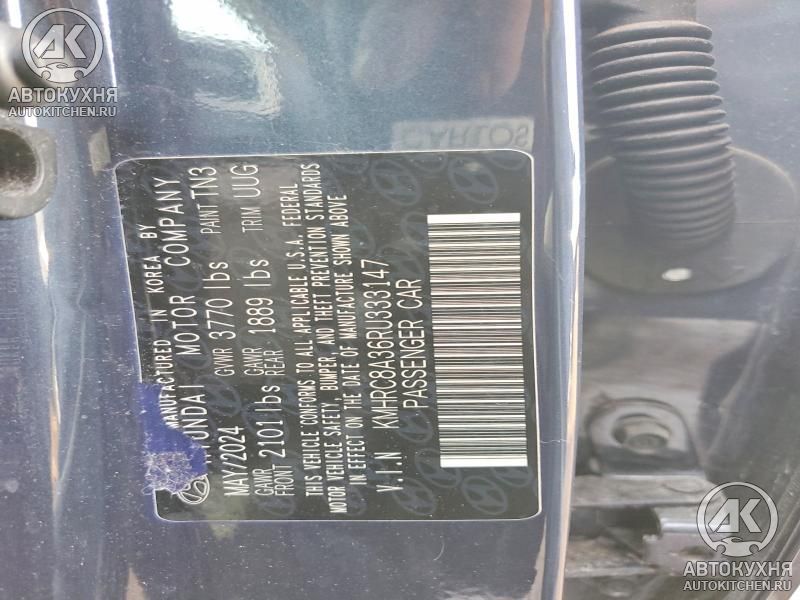 MANUFACTURED IN KOREA BY
HYUNDAI MOTOR COMPANY
MAY/2024 GVWR 3770 lbs PAINT TN3
GAWR FRONT 2101 lbs GAWR REAR 1889 lbs TRIM UUG
THIS VEHICLE CONFORMS TO ALL APPLICABLE U.S.A. FEDERAL
MOTOR VEHICLE SAFETY, BUMPER, AND THEFT PREVENTION STANDARDS
IN EFFECT ON THE DATE OF MANUFACTURE SHOWN ABOVE
V.I.N KMHRC8A36RU333147
PASSENGER CAR
CARLOS
АК
АВТОКУХНЯ
AUTOKITCHEN.RU
АК
АВТОКУХНЯ
AUTOKITCHEN.RU